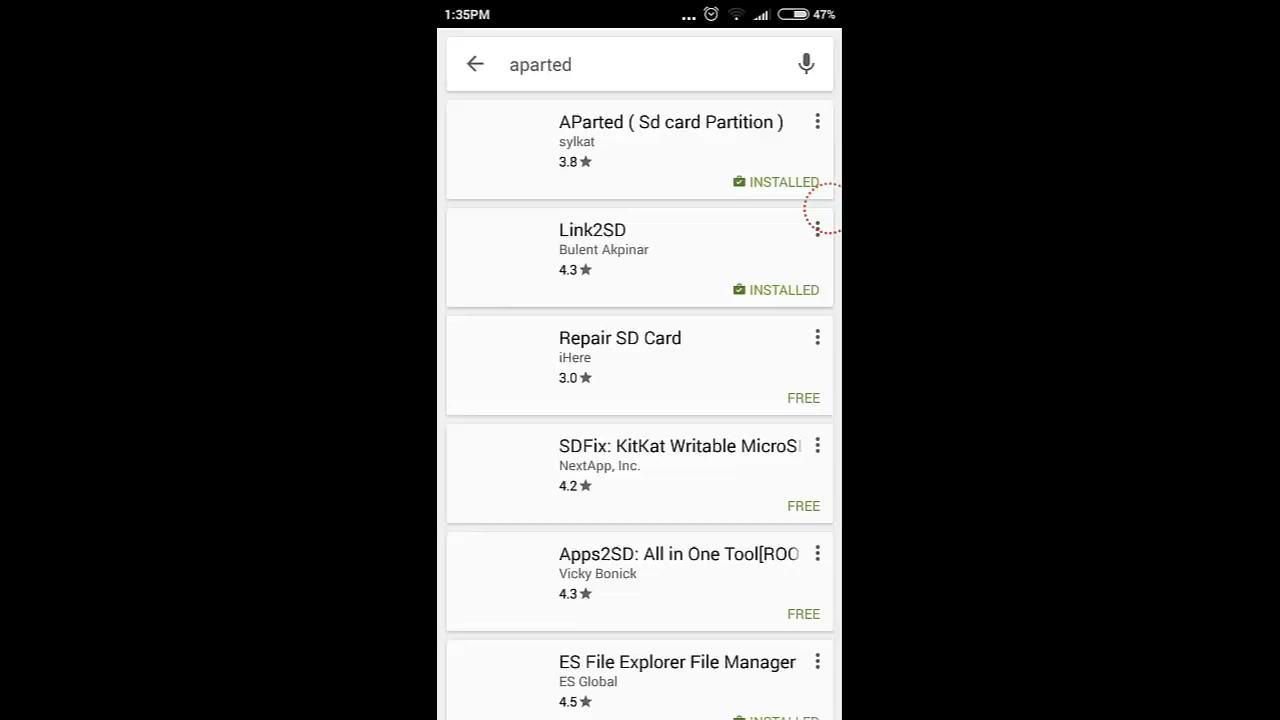 1:35PM
47%
aparted
AParted ( Sd card Partition )
sylkat
3.8
INSTALLED
Link2SD
Bulent Akpinar
4.3
INSTALLED
Repair SD Card
iHere
3.0
FREE
SDFix: KitKat Writable MicroS
NextApp, Inc.
4.2
FREE
Apps2SD: All in One Tool[ROO
Vicky Bonick
4.3
FREE
ES File Explorer File Manager
ES Global
4.5
INSTALLED